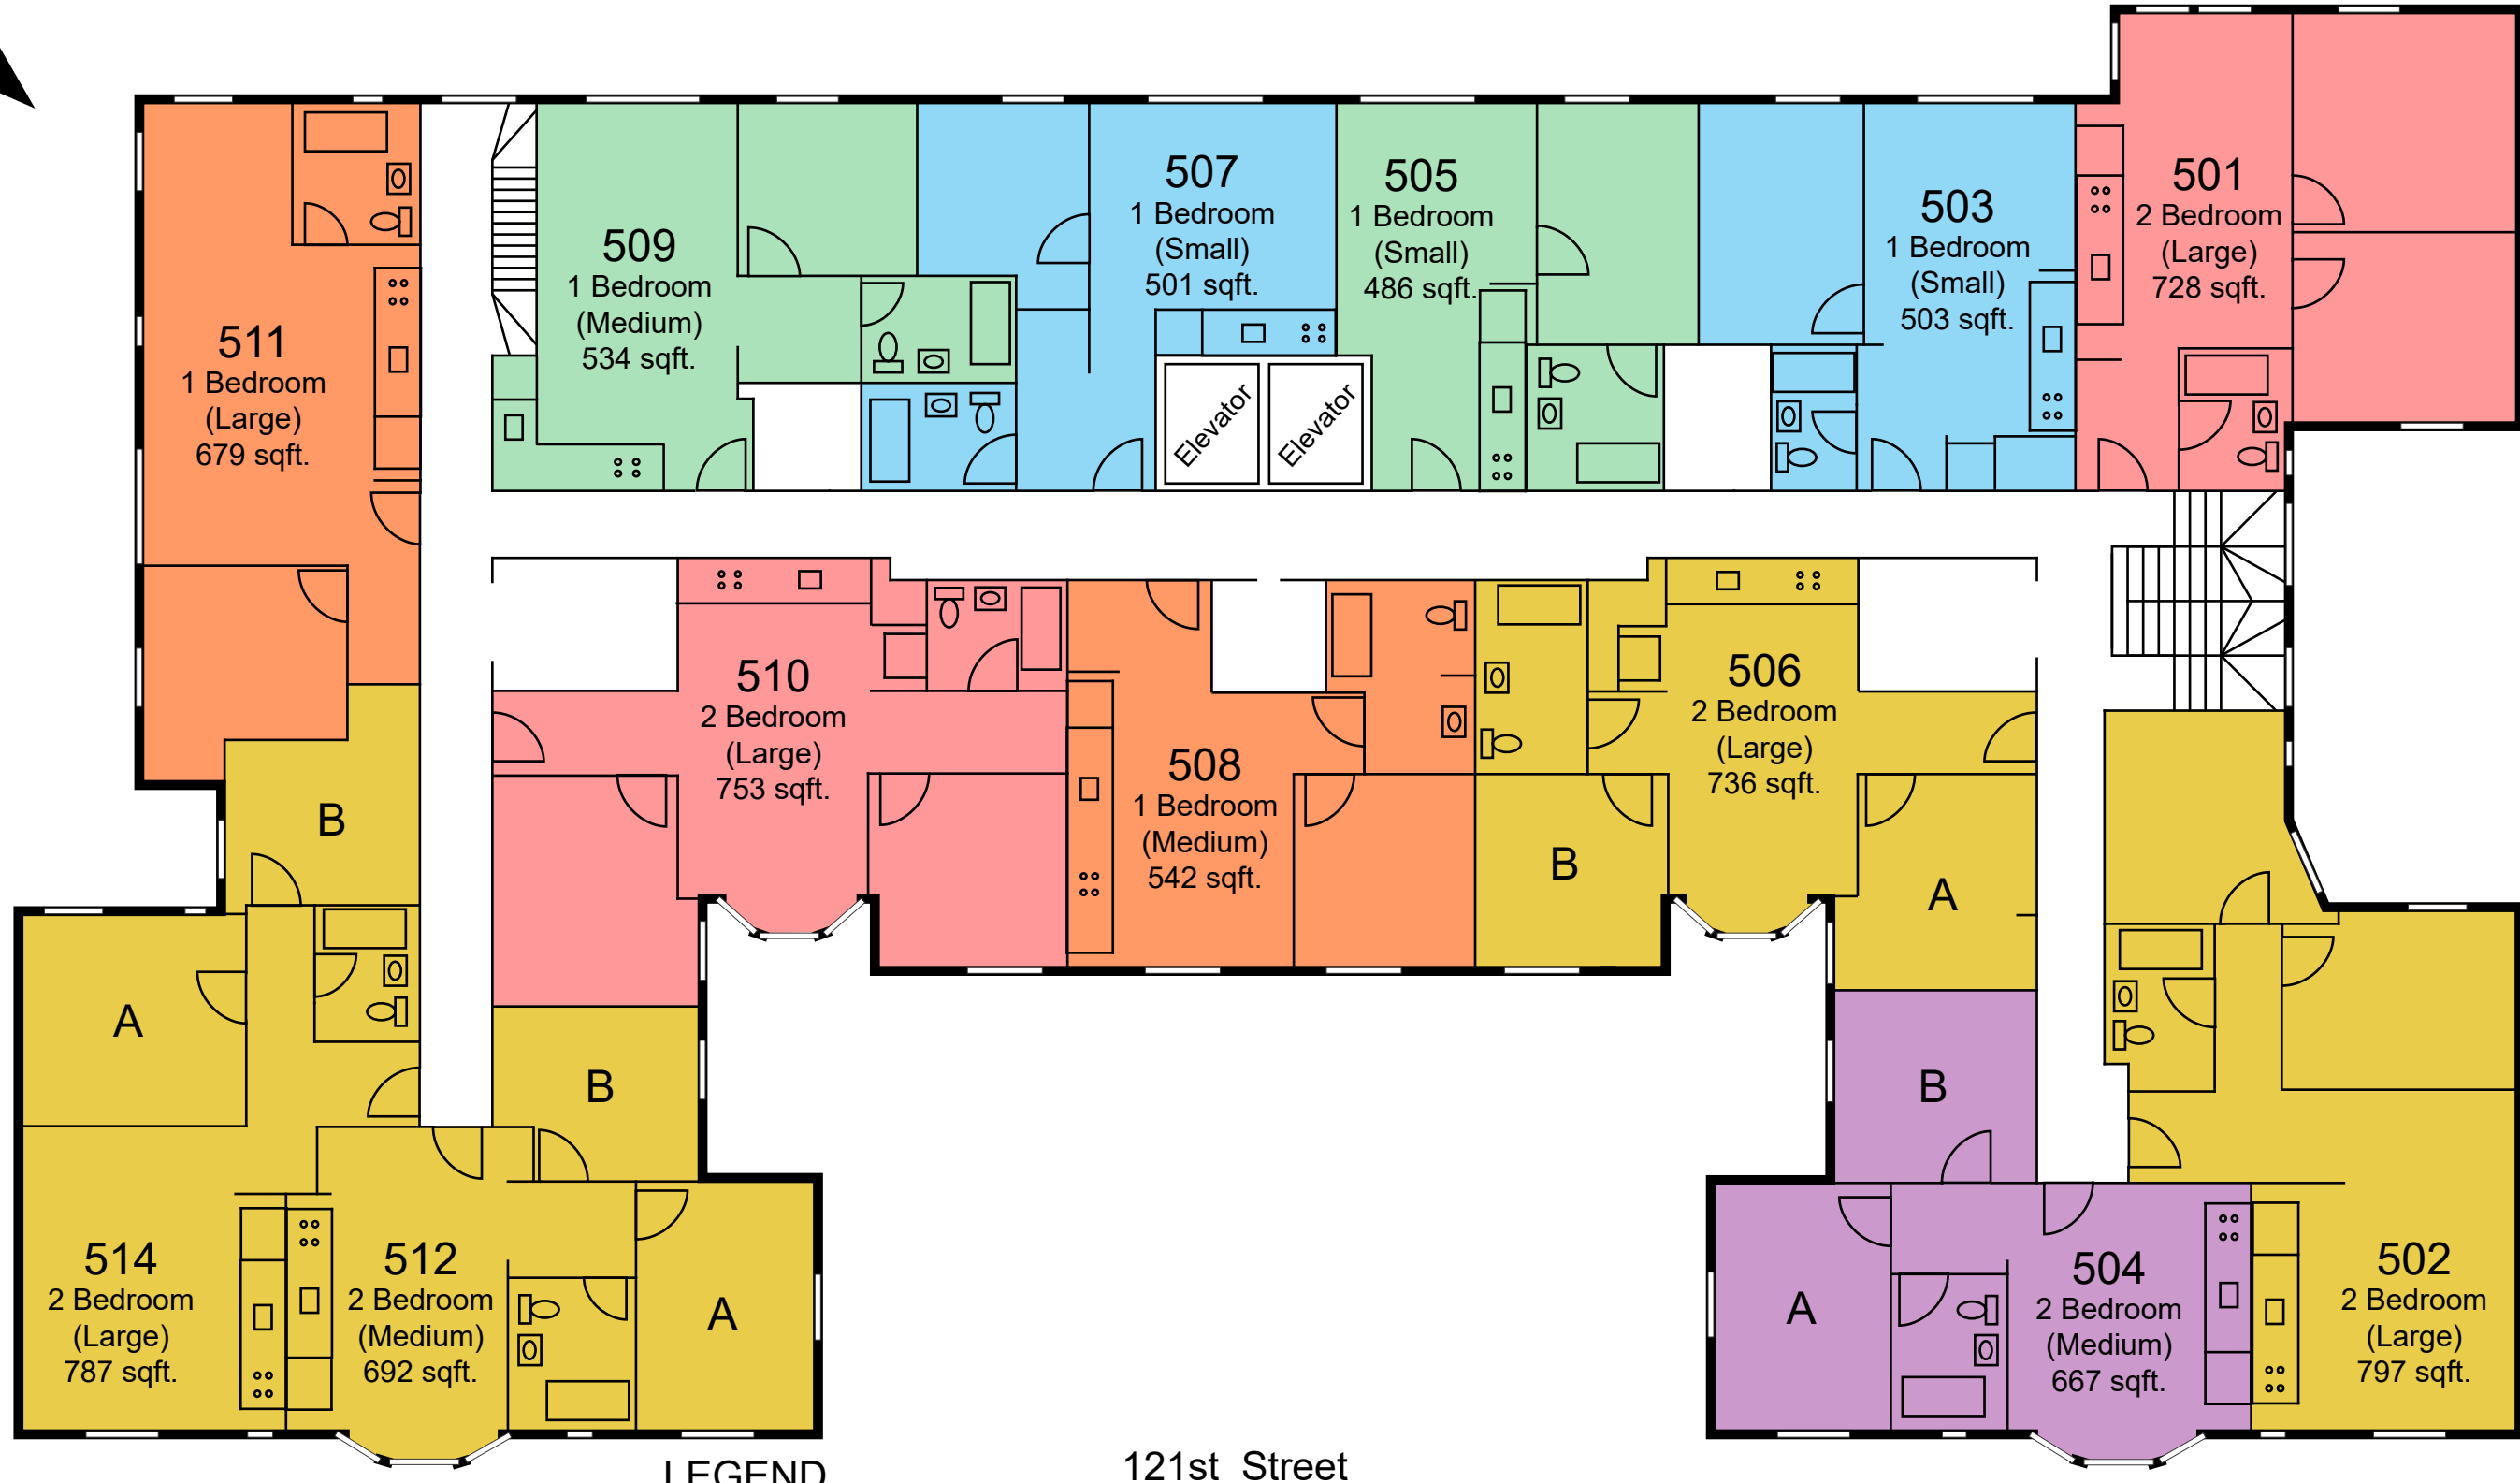 507
1 Bedroom
(Small)
501 sqft.
505
1 Bedroom
(Small)
486 sqft.
501
2 Bedroom
(Large)
728 sqft.
503
1 Bedroom
(Small)
503 sqft.
509
1 Bedroom
(Medium)
534 sqft.
511
1 Bedroom
(Large)
679 sqft.
Elevator
Elevator
510
2 Bedroom
(Large)
753 sqft.
508
1 Bedroom
(Medium)
542 sqft.
506
2 Bedroom
(Large)
736 sqft.
B
B
A
A
B
B
514
2 Bedroom
(Large)
787 sqft.
512
2 Bedroom
(Medium)
692 sqft.
A
A
504
2 Bedroom
(Medium)
667 sqft.
502
2 Bedroom
(Large)
797 sqft.
LEGEND
121st Street